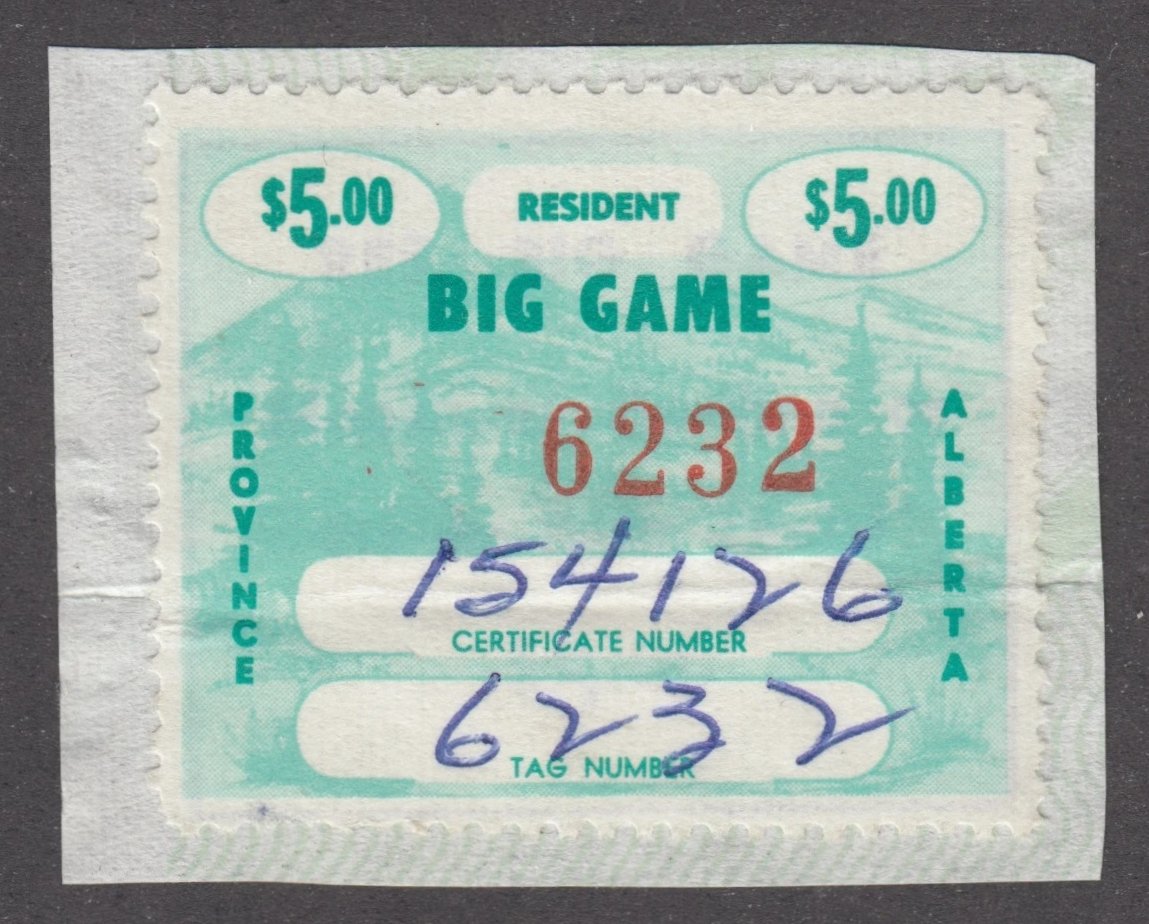 $5.00 RESIDENT $5.00
BIG GAME
PROVINCE
6232
ALBERTA
154126
CERTIFICATE NUMBER
6232
TAG NUMBER